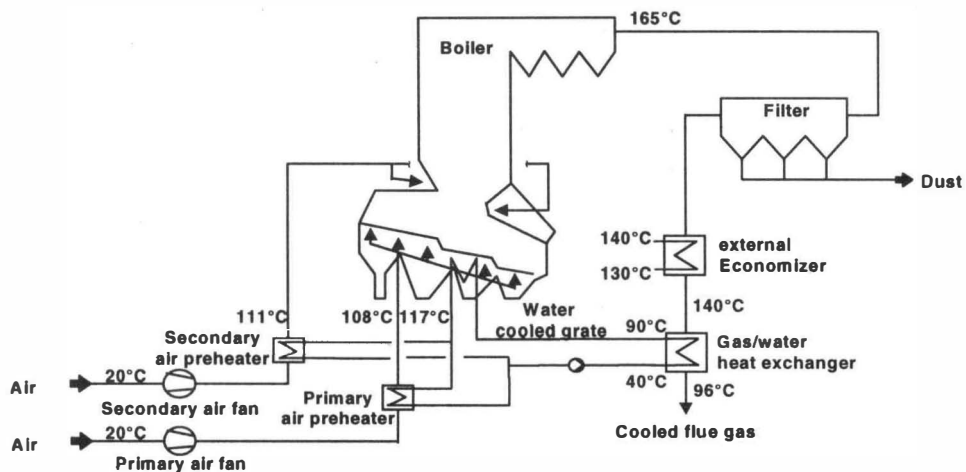 165°C
Boiler
Filter
Dust
140°C
external
130°C
Economizer
140°C
111°C
108°C
117°C
Water
cooled grate
90°C
Gas/water
heat exchanger
Secondary
air preheater
40°C
96°C
Air
20°C
Secondary air fan
Primary
air preheater
Cooled flue gas
Air
20°C
Primary air fan